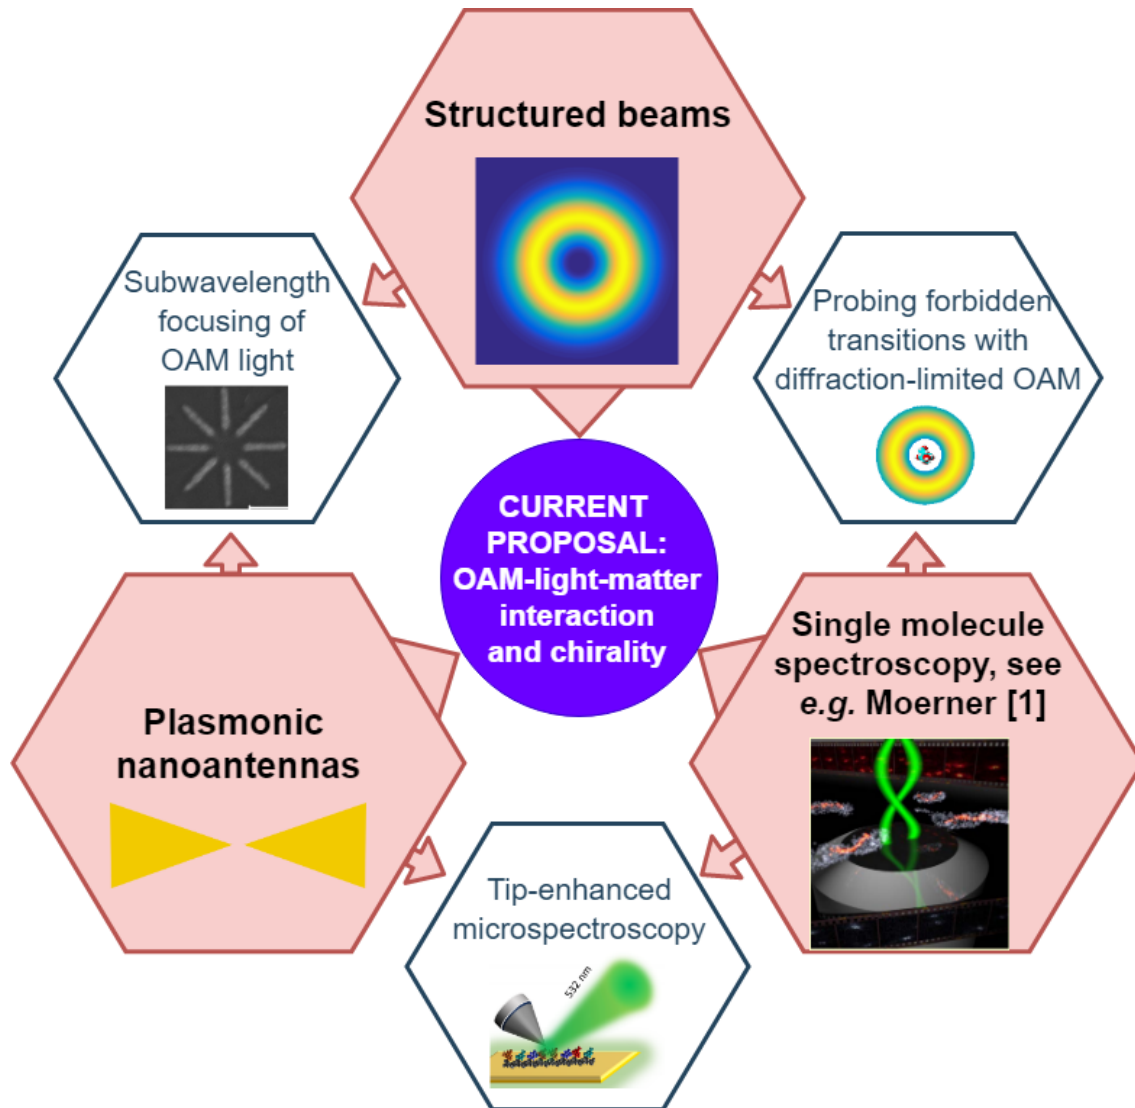 Structured beams
Subwavelength
focusing of
OAM light
Probing forbidden
transitions with
diffraction-limited OAM
CURRENT
PROPOSAL:
OAM-light-matter
interaction
and chirality
Plasmonic
nanoantennas
Single molecule
spectroscopy, see
e.g. Moerner [1]
Tip-enhanced
microspectroscopy
532 nm